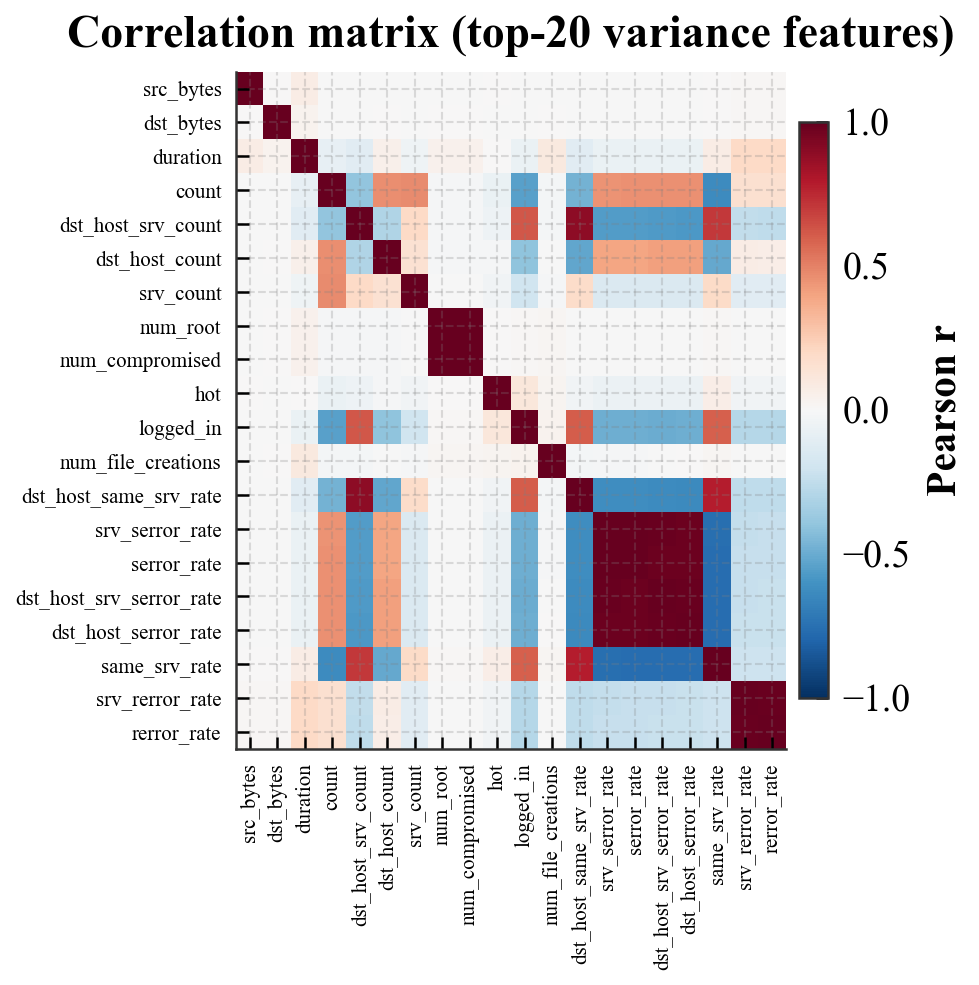 Correlation matrix (top-20 variance features)
src_bytes
dst_bytes
duration
count
dst_host_srv_count
dst_host_count
srv_count
num_root
num_compromised
hot
logged_in
num_file_creations
dst_host_same_srv_rate
srv_serror_rate
serror_rate
dst_host_srv_serror_rate
dst_host_serror_rate
same_srv_rate
srv_rerror_rate
rerror_rate
src_bytes
dst_bytes
duration
count
dst_host_srv_count
dst_host_count
srv_count
num_root
num_compromised
hot
logged_in
num_file_creations
dst_host_same_srv_rate
srv_serror_rate
serror_rate
dst_host_srv_serror_rate
dst_host_serror_rate
same_srv_rate
srv_rerror_rate
rerror_rate
1.0
0.5
0.0
−0.5
−1.0
Pearson r